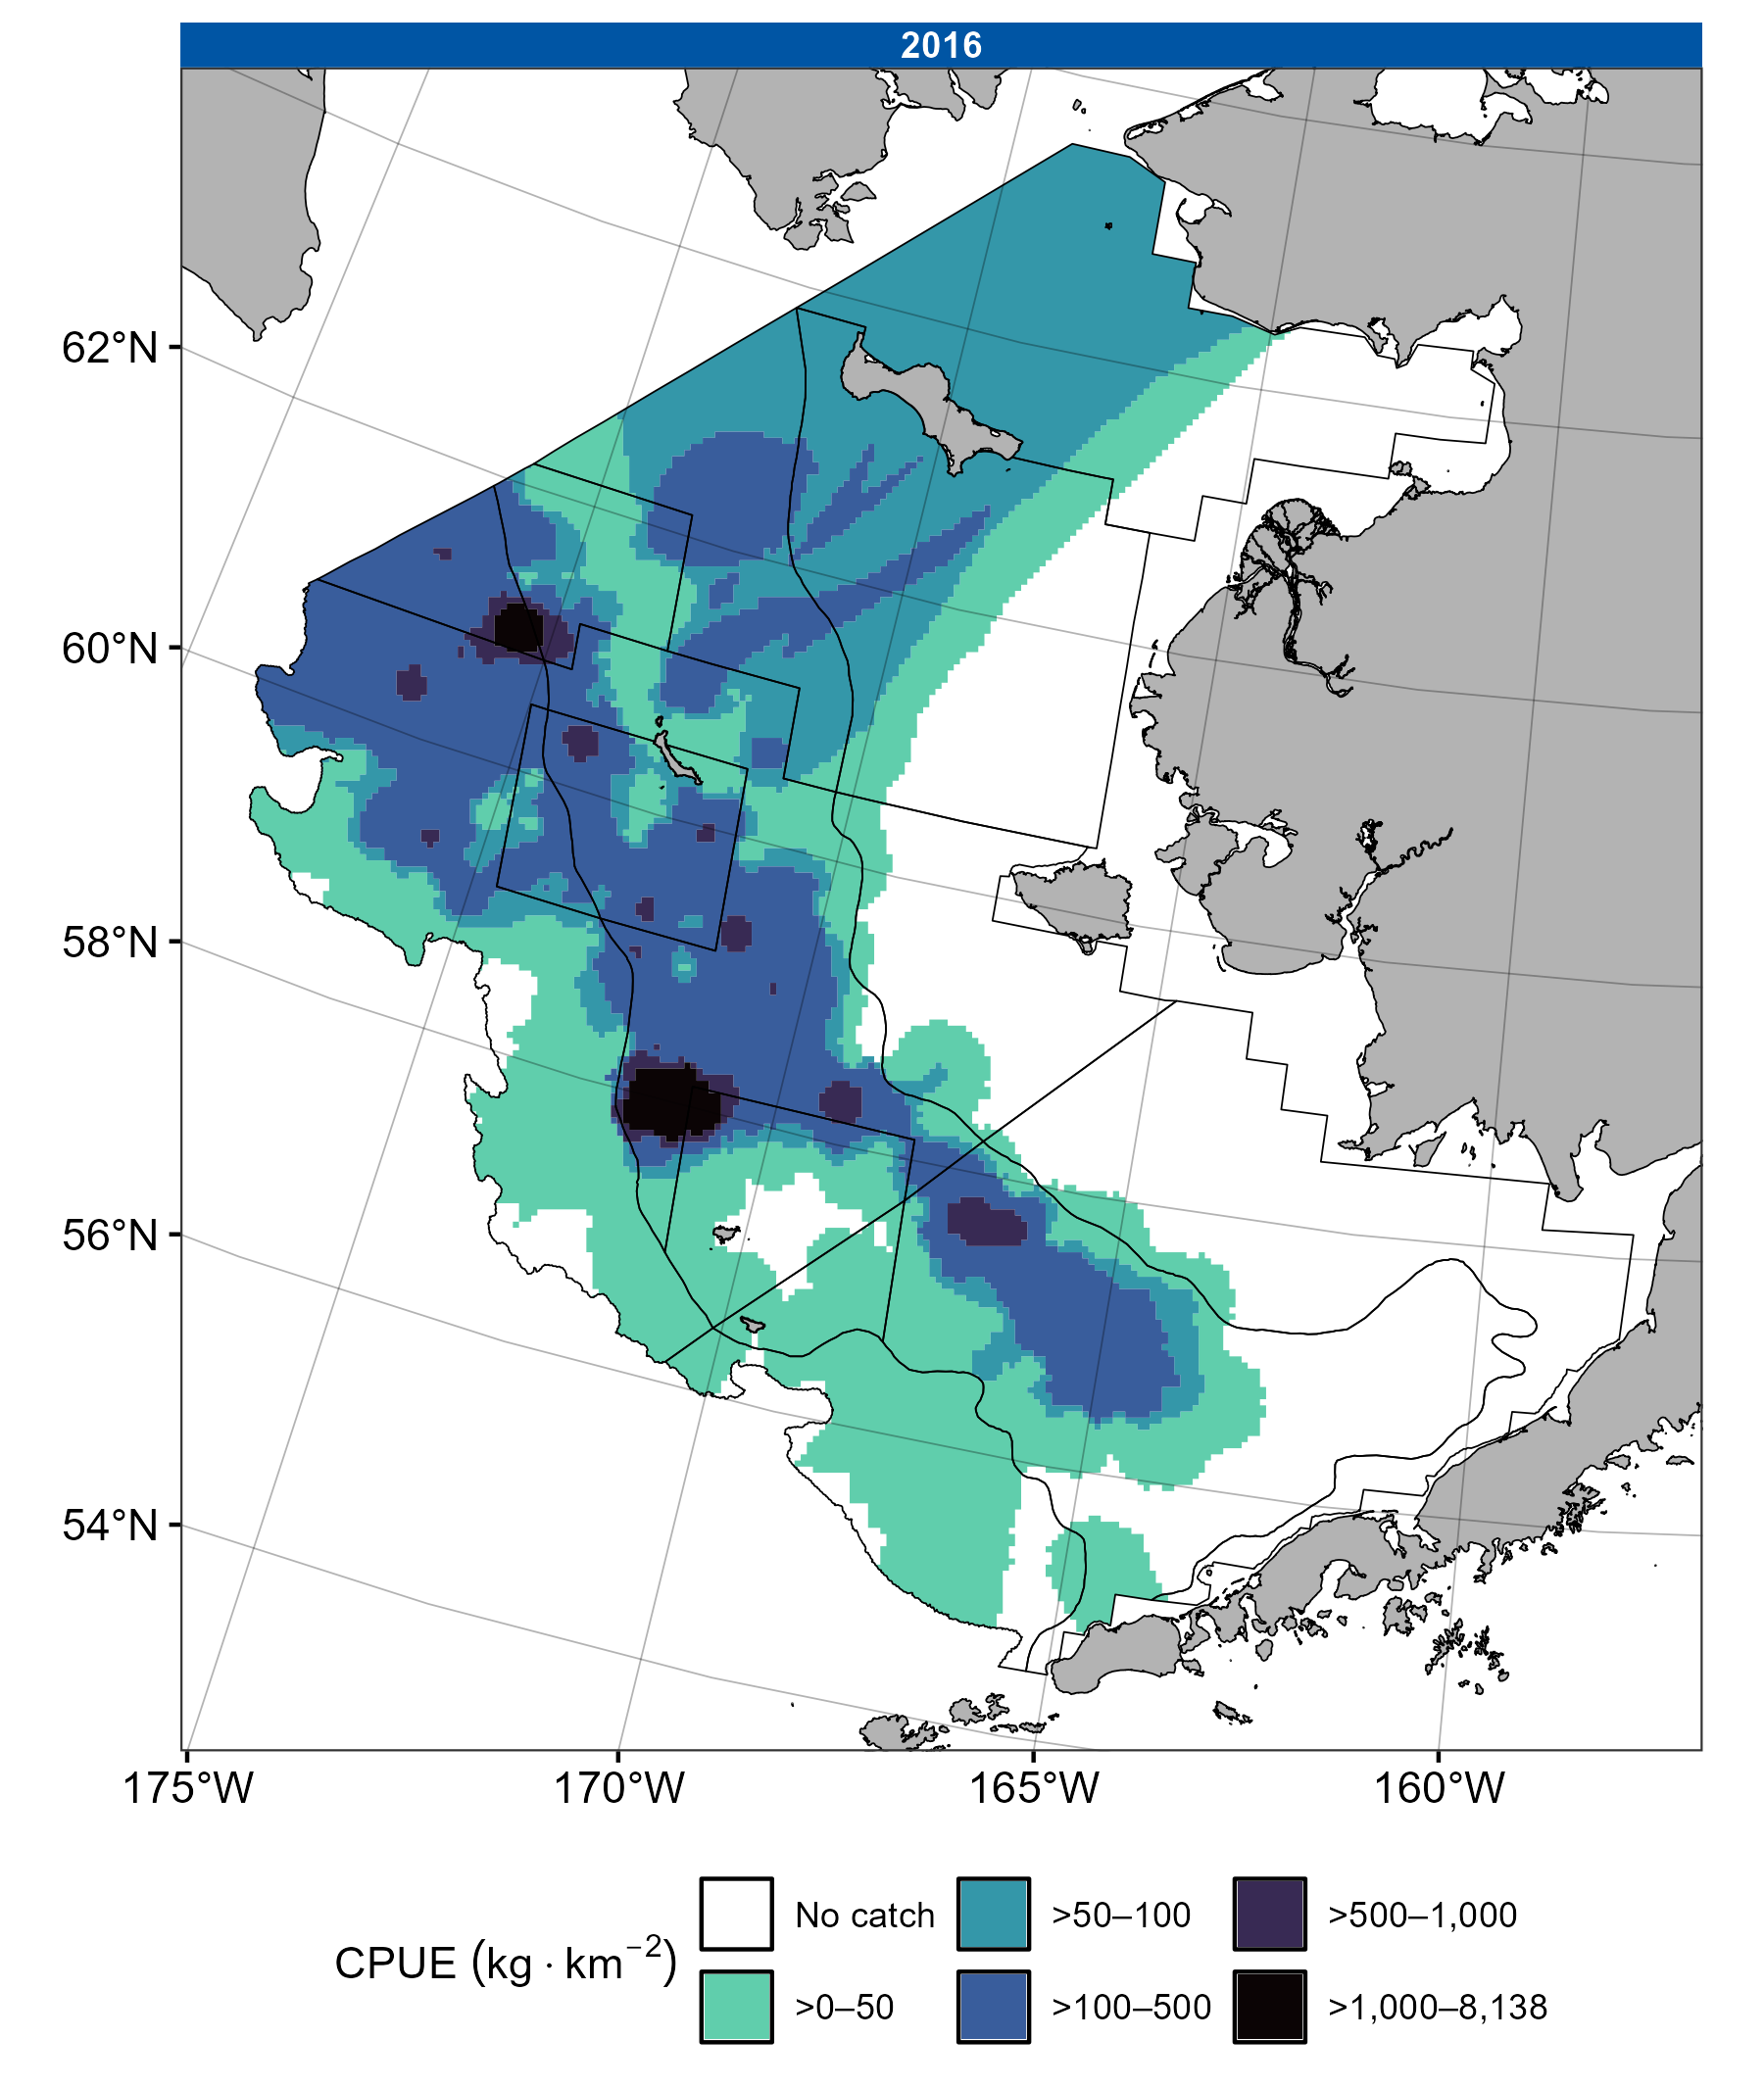 2016
62°N
60°N
58°N
56°N
54°N
175°W 170°W 165°W 160°W
CPUE (kg · km⁻²)
No catch >50–100 >500–1,000
>0–50 >100–500 >1,000–8,138